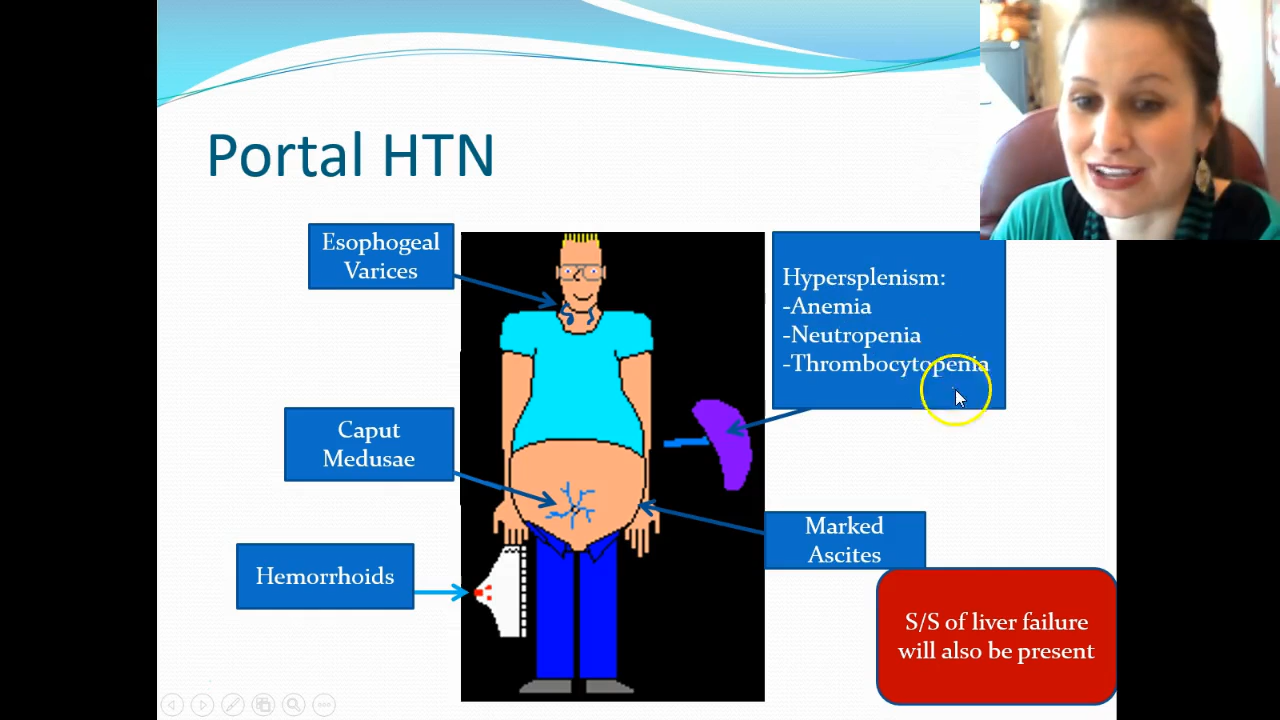 Portal HTN
Esophogeal
Varices
Hypersplenism:
-Anemia
-Neutropenia
-Thrombocytopenia
Caput
Medusae
Marked
Ascites
Hemorrhoids
S/S of liver failure
will also be present